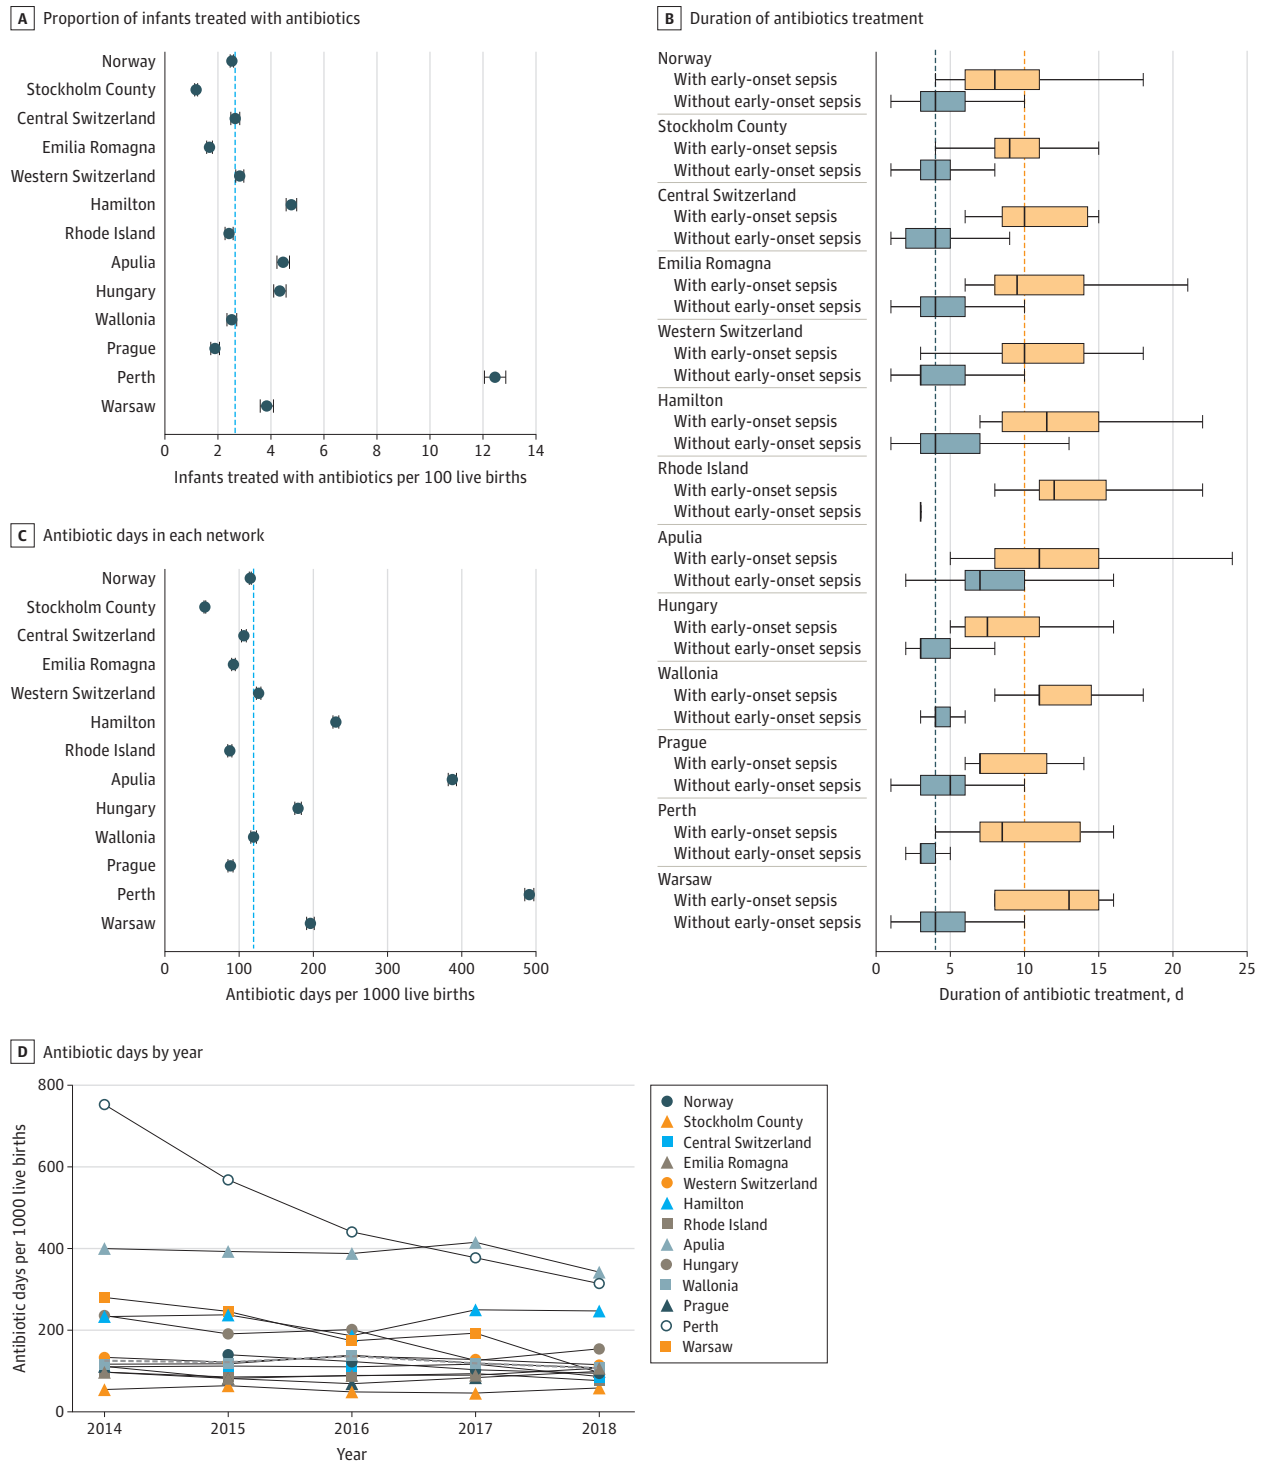 A Proportion of infants treated with antibiotics
Norway
Stockholm County
Central Switzerland
Emilia Romagna
Western Switzerland
Hamilton
Rhode Island
Apulia
Hungary
Wallonia
Prague
Perth
Warsaw
0 2 4 6 8 10 12 14
Infants treated with antibiotics per 100 live births
B Duration of antibiotics treatment
Norway
With early-onset sepsis
Without early-onset sepsis
Stockholm County
With early-onset sepsis
Without early-onset sepsis
Central Switzerland
With early-onset sepsis
Without early-onset sepsis
Emilia Romagna
With early-onset sepsis
Without early-onset sepsis
Western Switzerland
With early-onset sepsis
Without early-onset sepsis
Hamilton
With early-onset sepsis
Without early-onset sepsis
Rhode Island
With early-onset sepsis
Without early-onset sepsis
Apulia
With early-onset sepsis
Without early-onset sepsis
Hungary
With early-onset sepsis
Without early-onset sepsis
Wallonia
With early-onset sepsis
Without early-onset sepsis
Prague
With early-onset sepsis
Without early-onset sepsis
Perth
With early-onset sepsis
Without early-onset sepsis
Warsaw
With early-onset sepsis
Without early-onset sepsis
0 5 10 15 20 25
Duration of antibiotic treatment, d
C Antibiotic days in each network
Norway
Stockholm County
Central Switzerland
Emilia Romagna
Western Switzerland
Hamilton
Rhode Island
Apulia
Hungary
Wallonia
Prague
Perth
Warsaw
0 100 200 300 400 500
Antibiotic days per 1000 live births
D Antibiotic days by year
Antibiotic days per 1000 live births
800
600
400
200
0
2014 2015 2016 2017 2018
Year
Norway
Stockholm County
Central Switzerland
Emilia Romagna
Western Switzerland
Hamilton
Rhode Island
Apulia
Hungary
Wallonia
Prague
Perth
Warsaw